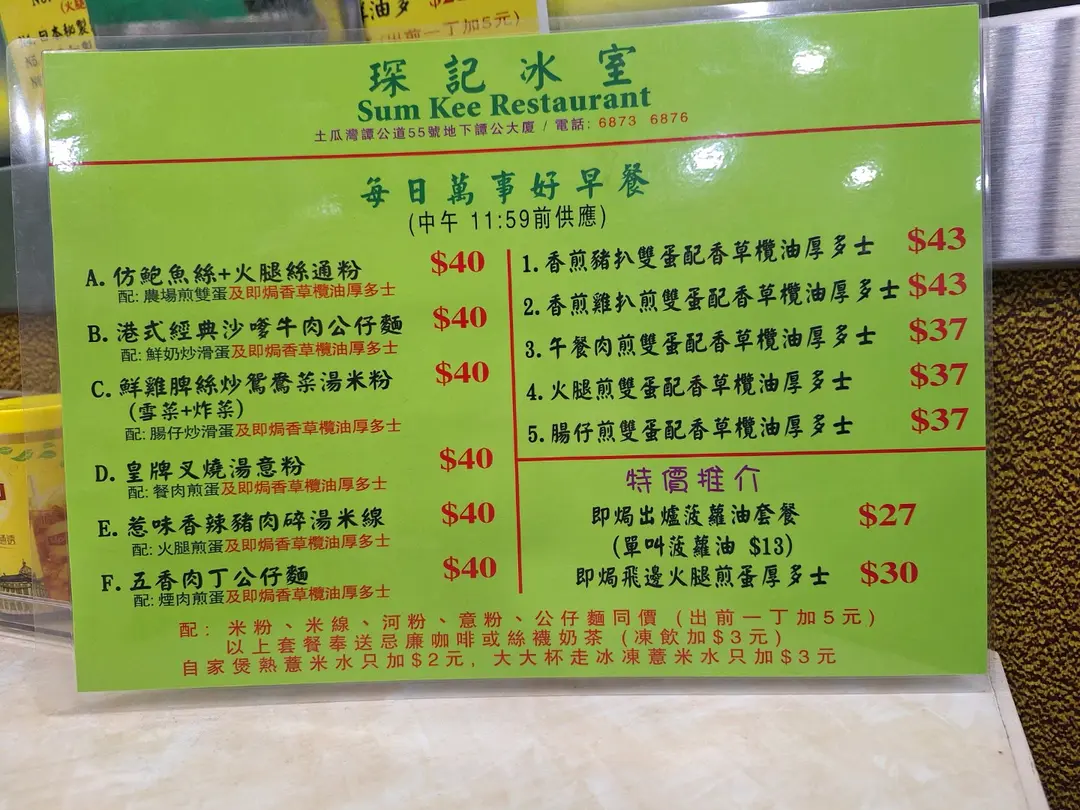 油多
(出前一丁加5元)
琛記冰室
Sum Kee Restaurant
土瓜灣譚公道55號地下譚公大廈 / 電話: 6873 6876
每日萬事好早餐
(中午 11:59前供應)
A. 仿鮑魚絲+火腿絲通粉 $40
配: 農場煎雙蛋及即焗香草欖油厚多士
B. 港式經典沙嗲牛肉公仔麵 $40
配: 鮮奶炒滑蛋及即焗香草欖油厚多士
C. 鮮雞脾絲炒鴛鴦菜湯米粉 $40
(雪菜+炸菜)
配: 腸仔炒滑蛋及即焗香草欖油厚多士
D. 皇牌叉燒湯意粉 $40
配: 餐肉煎蛋及即焗香草欖油厚多士
E. 惹味香辣豬肉碎湯米線 $40
配: 火腿煎蛋及即焗香草欖油厚多士
F. 五香肉丁公仔麵 $40
配: 煙肉煎蛋及即焗香草欖油厚多士
1. 香煎豬扒雙蛋配香草欖油厚多士 $43
2. 香煎雞扒煎雙蛋配香草欖油厚多士 $43
3. 午餐肉煎雙蛋配香草欖油厚多士 $37
4. 火腿煎雙蛋配香草欖油厚多士 $37
5. 腸仔煎雙蛋配香草欖油厚多士 $37
特價推介
即焗出爐菠蘿油套餐 $27
(單叫菠蘿油 $13)
即焗飛邊火腿煎蛋厚多士 $30
配: 米粉、米線、河粉、意粉、公仔麵同價 (出前一丁加5元)
以上套餐奉送忌廉咖啡或絲襪奶茶 (凍飲加$3元)
自家煲熱薏米水只加$2元, 大大杯走冰凍薏米水只加$3元